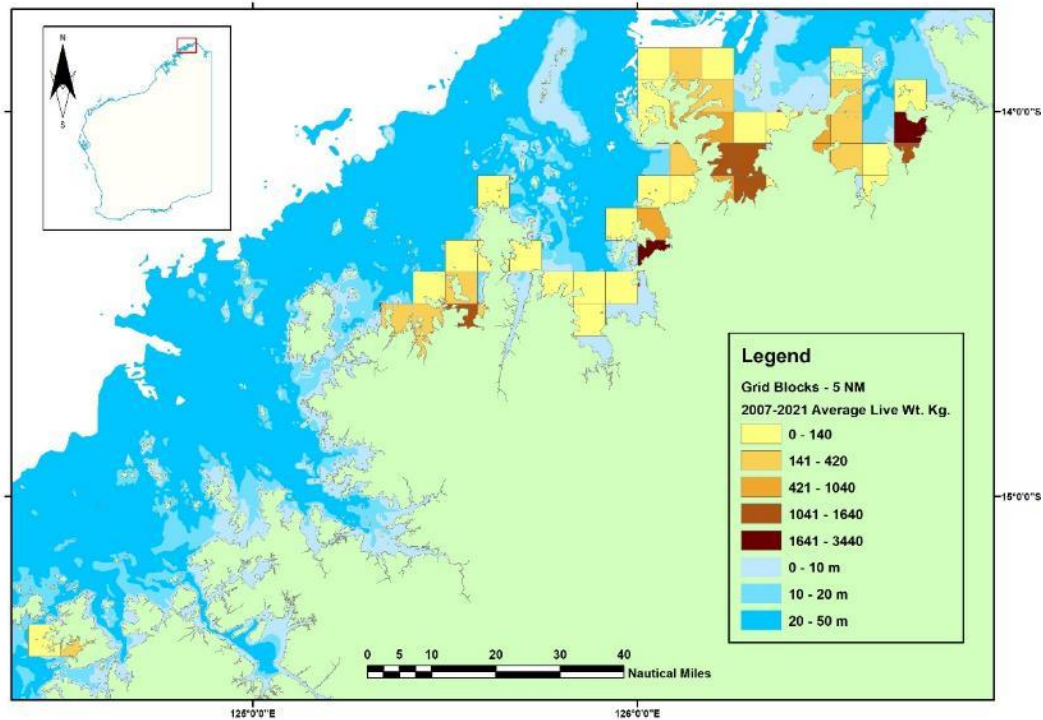 N
S
14°0'0"S
15°0'0"S
Legend
Grid Blocks - 5 NM
2007-2021 Average Live Wt. Kg.
0 - 140
141 - 420
421 - 1040
1041 - 1640
1641 - 3440
0 - 10 m
10 - 20 m
20 - 50 m
0 5 10 20 30 40
Nautical Miles
125°0'0"E
126°0'0"E